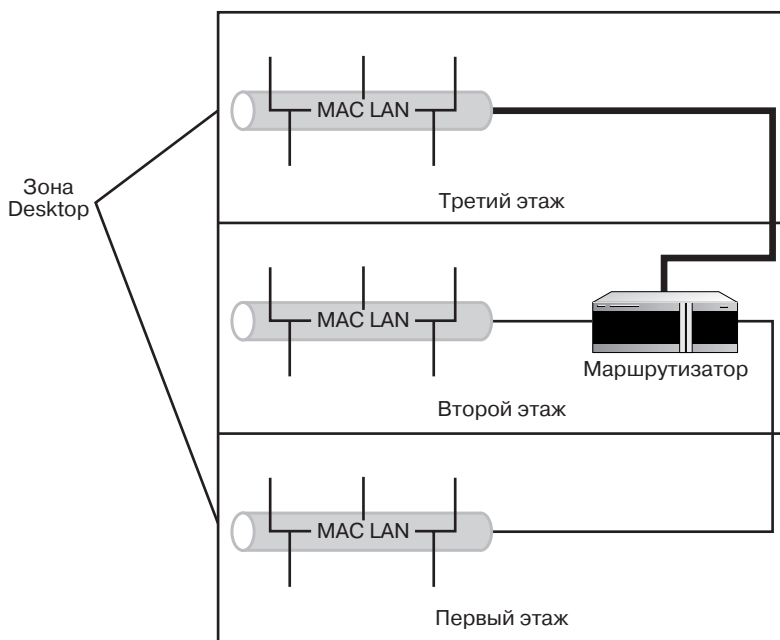 MAC LAN
Третий этаж
Зона
Desktop
MAC LAN
Маршрутизатор
Второй этаж
MAC LAN
Первый этаж